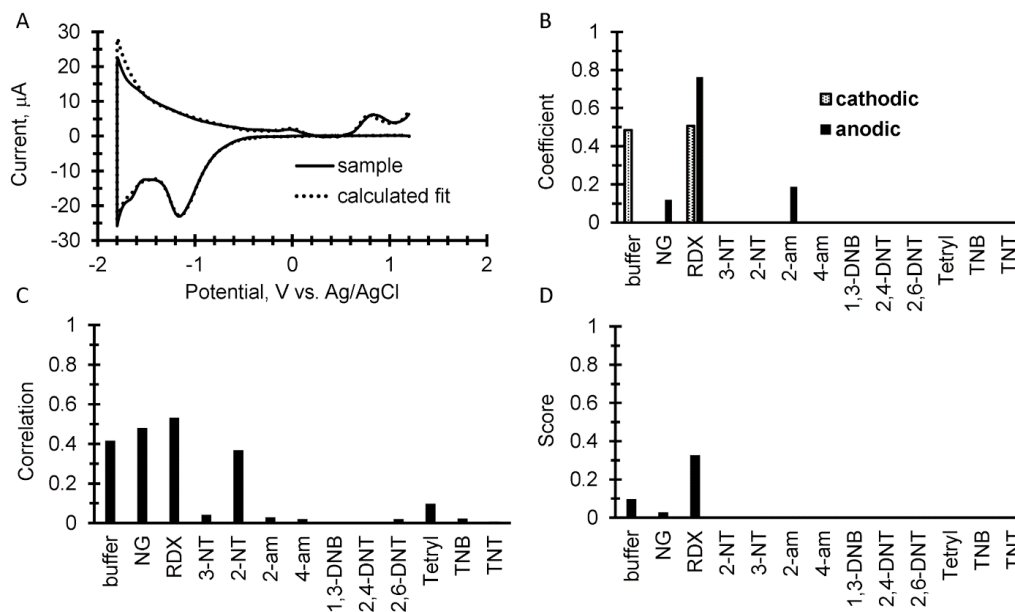 A
Current, µA
30
20
10
0
-10
-20
-30
-2
-1
0
1
2
sample
calculated fit
Potential, V vs. Ag/AgCl
B
Coefficient
1
0.8
0.6
0.4
0.2
0
cathodic
anodic
buffer
NG
RDX
3-NT
2-NT
2-am
4-am
1,3-DNB
2,4-DNT
2,6-DNT
Tetryl
TNB
TNT
C
Correlation
1
0.8
0.6
0.4
0.2
0
buffer
NG
RDX
3-NT
2-NT
2-am
4-am
1,3-DNB
2,4-DNT
2,6-DNT
Tetryl
TNB
TNT
D
Score
1
0.8
0.6
0.4
0.2
0
buffer
NG
RDX
2-NT
3-NT
2-am
4-am
1,3-DNB
2,4-DNT
2,6-DNT
Tetryl
TNB
TNT